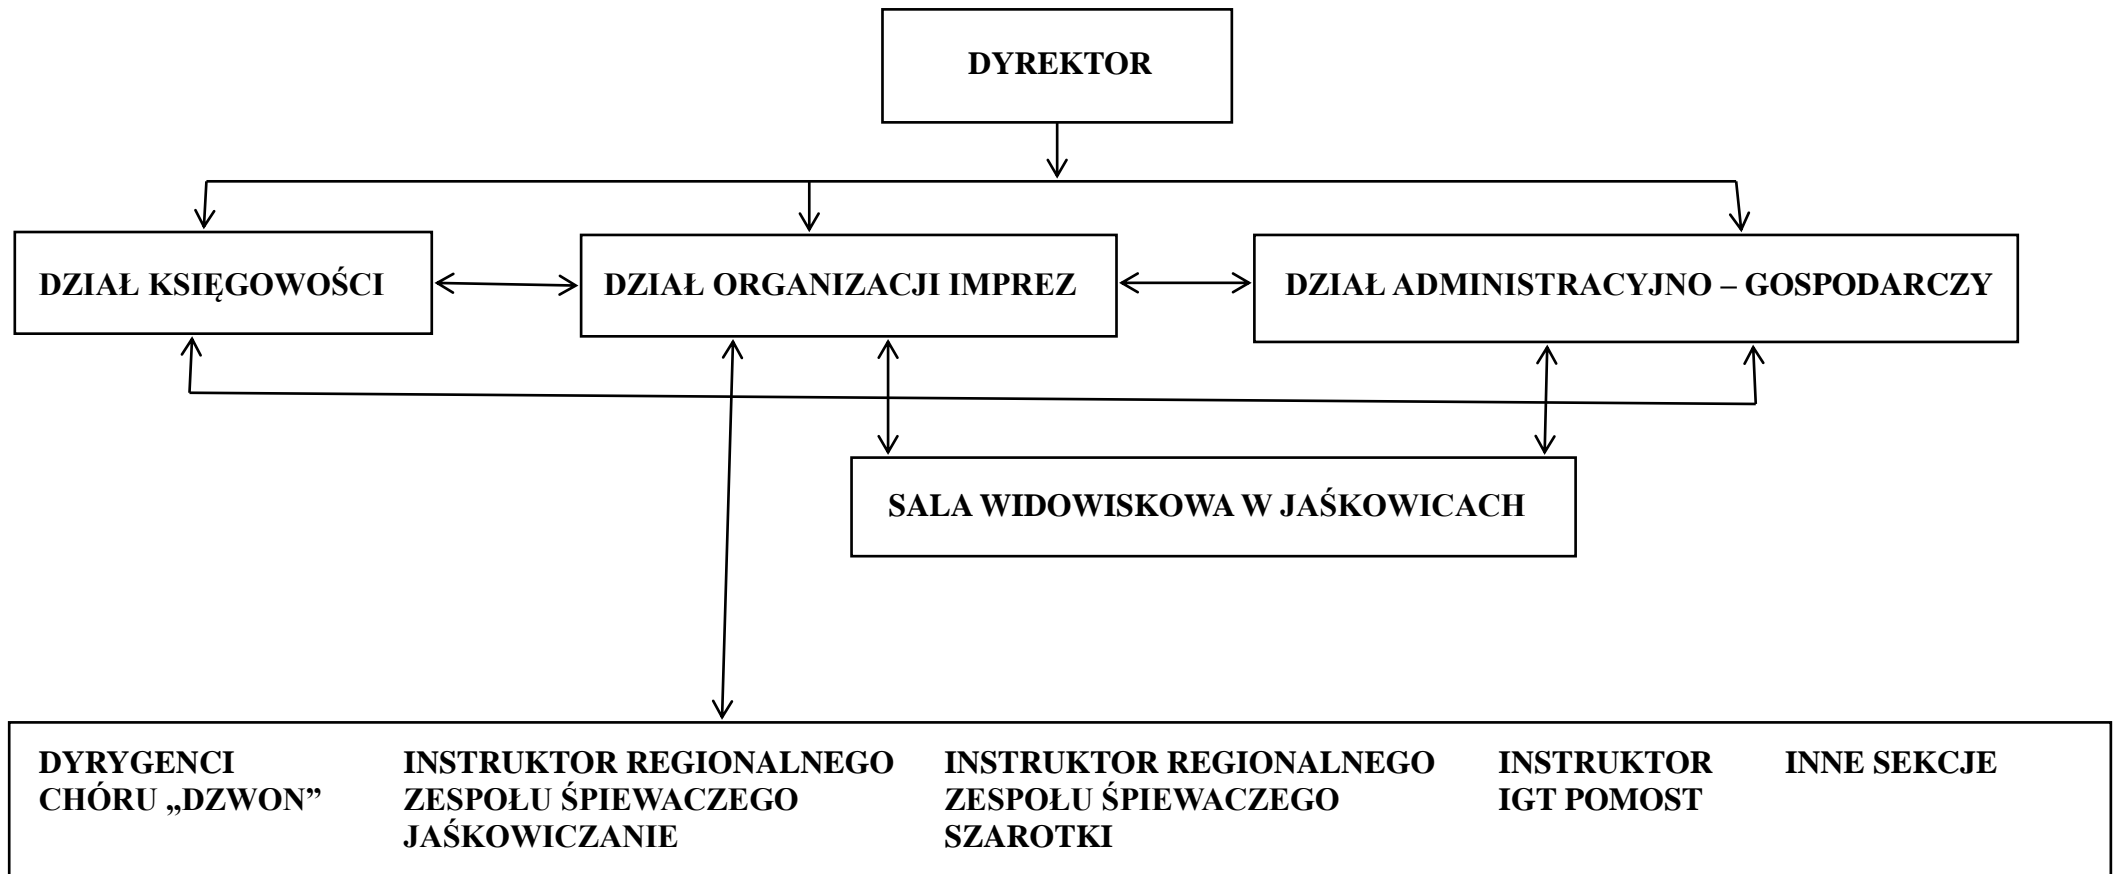 DYREKTOR
DZIAŁ KSIĘGOWOŚCI
DZIAŁ ORGANIZACJI IMPREZ
DZIAŁ ADMINISTRACYJNO – GOSPODARCZY
SALA WIDOWISKOWA W JAŚKOWICACH
DYRYGENCI
CHÓRU „DZWON”
INSTRUKTOR REGIONALNEGO
ZESPOŁU ŚPIEWACZEGO
JAŚKOWICZANIE
INSTRUKTOR REGIONALNEGO
ZESPOŁU ŚPIEWACZEGO
SZAROTKI
INSTRUKTOR
IGT POMOST
INNE SEKCJE